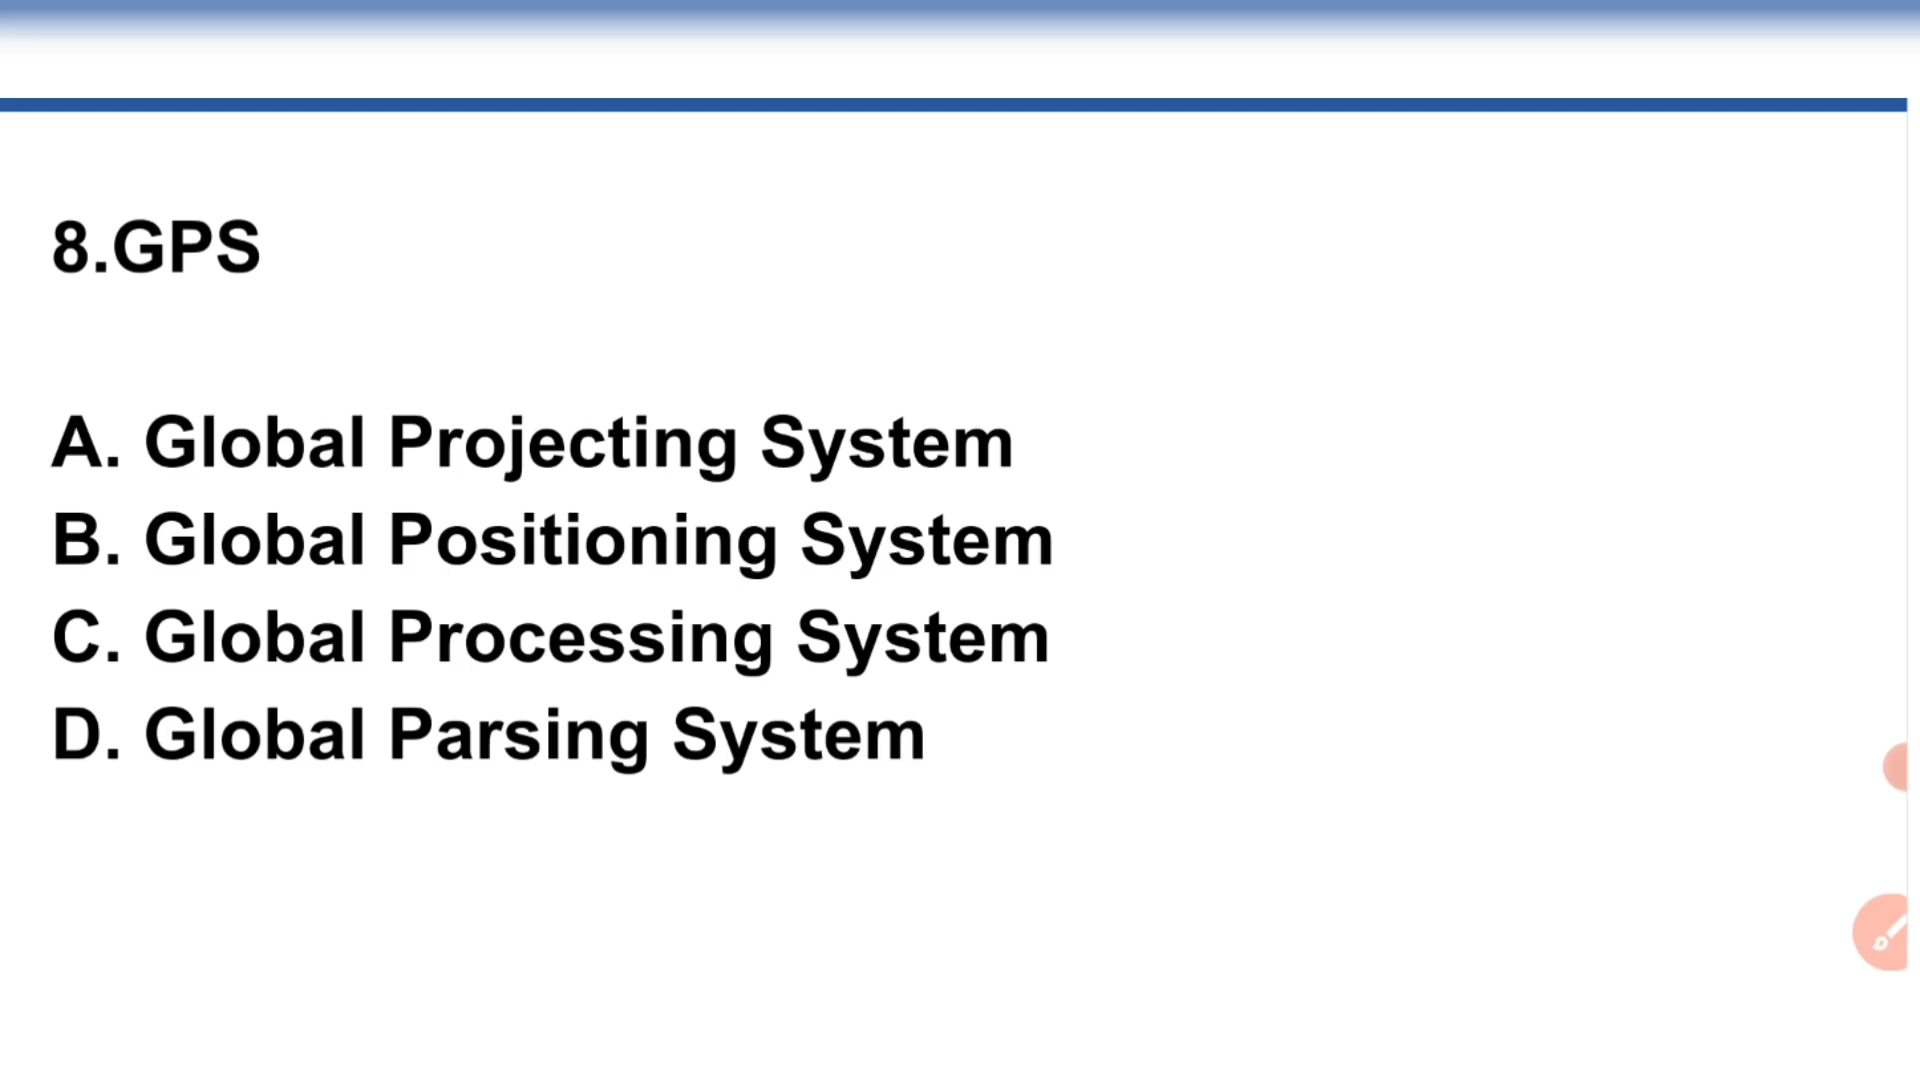 8.GPS
A. Global Projecting System
B. Global Positioning System
C. Global Processing System
D. Global Parsing System